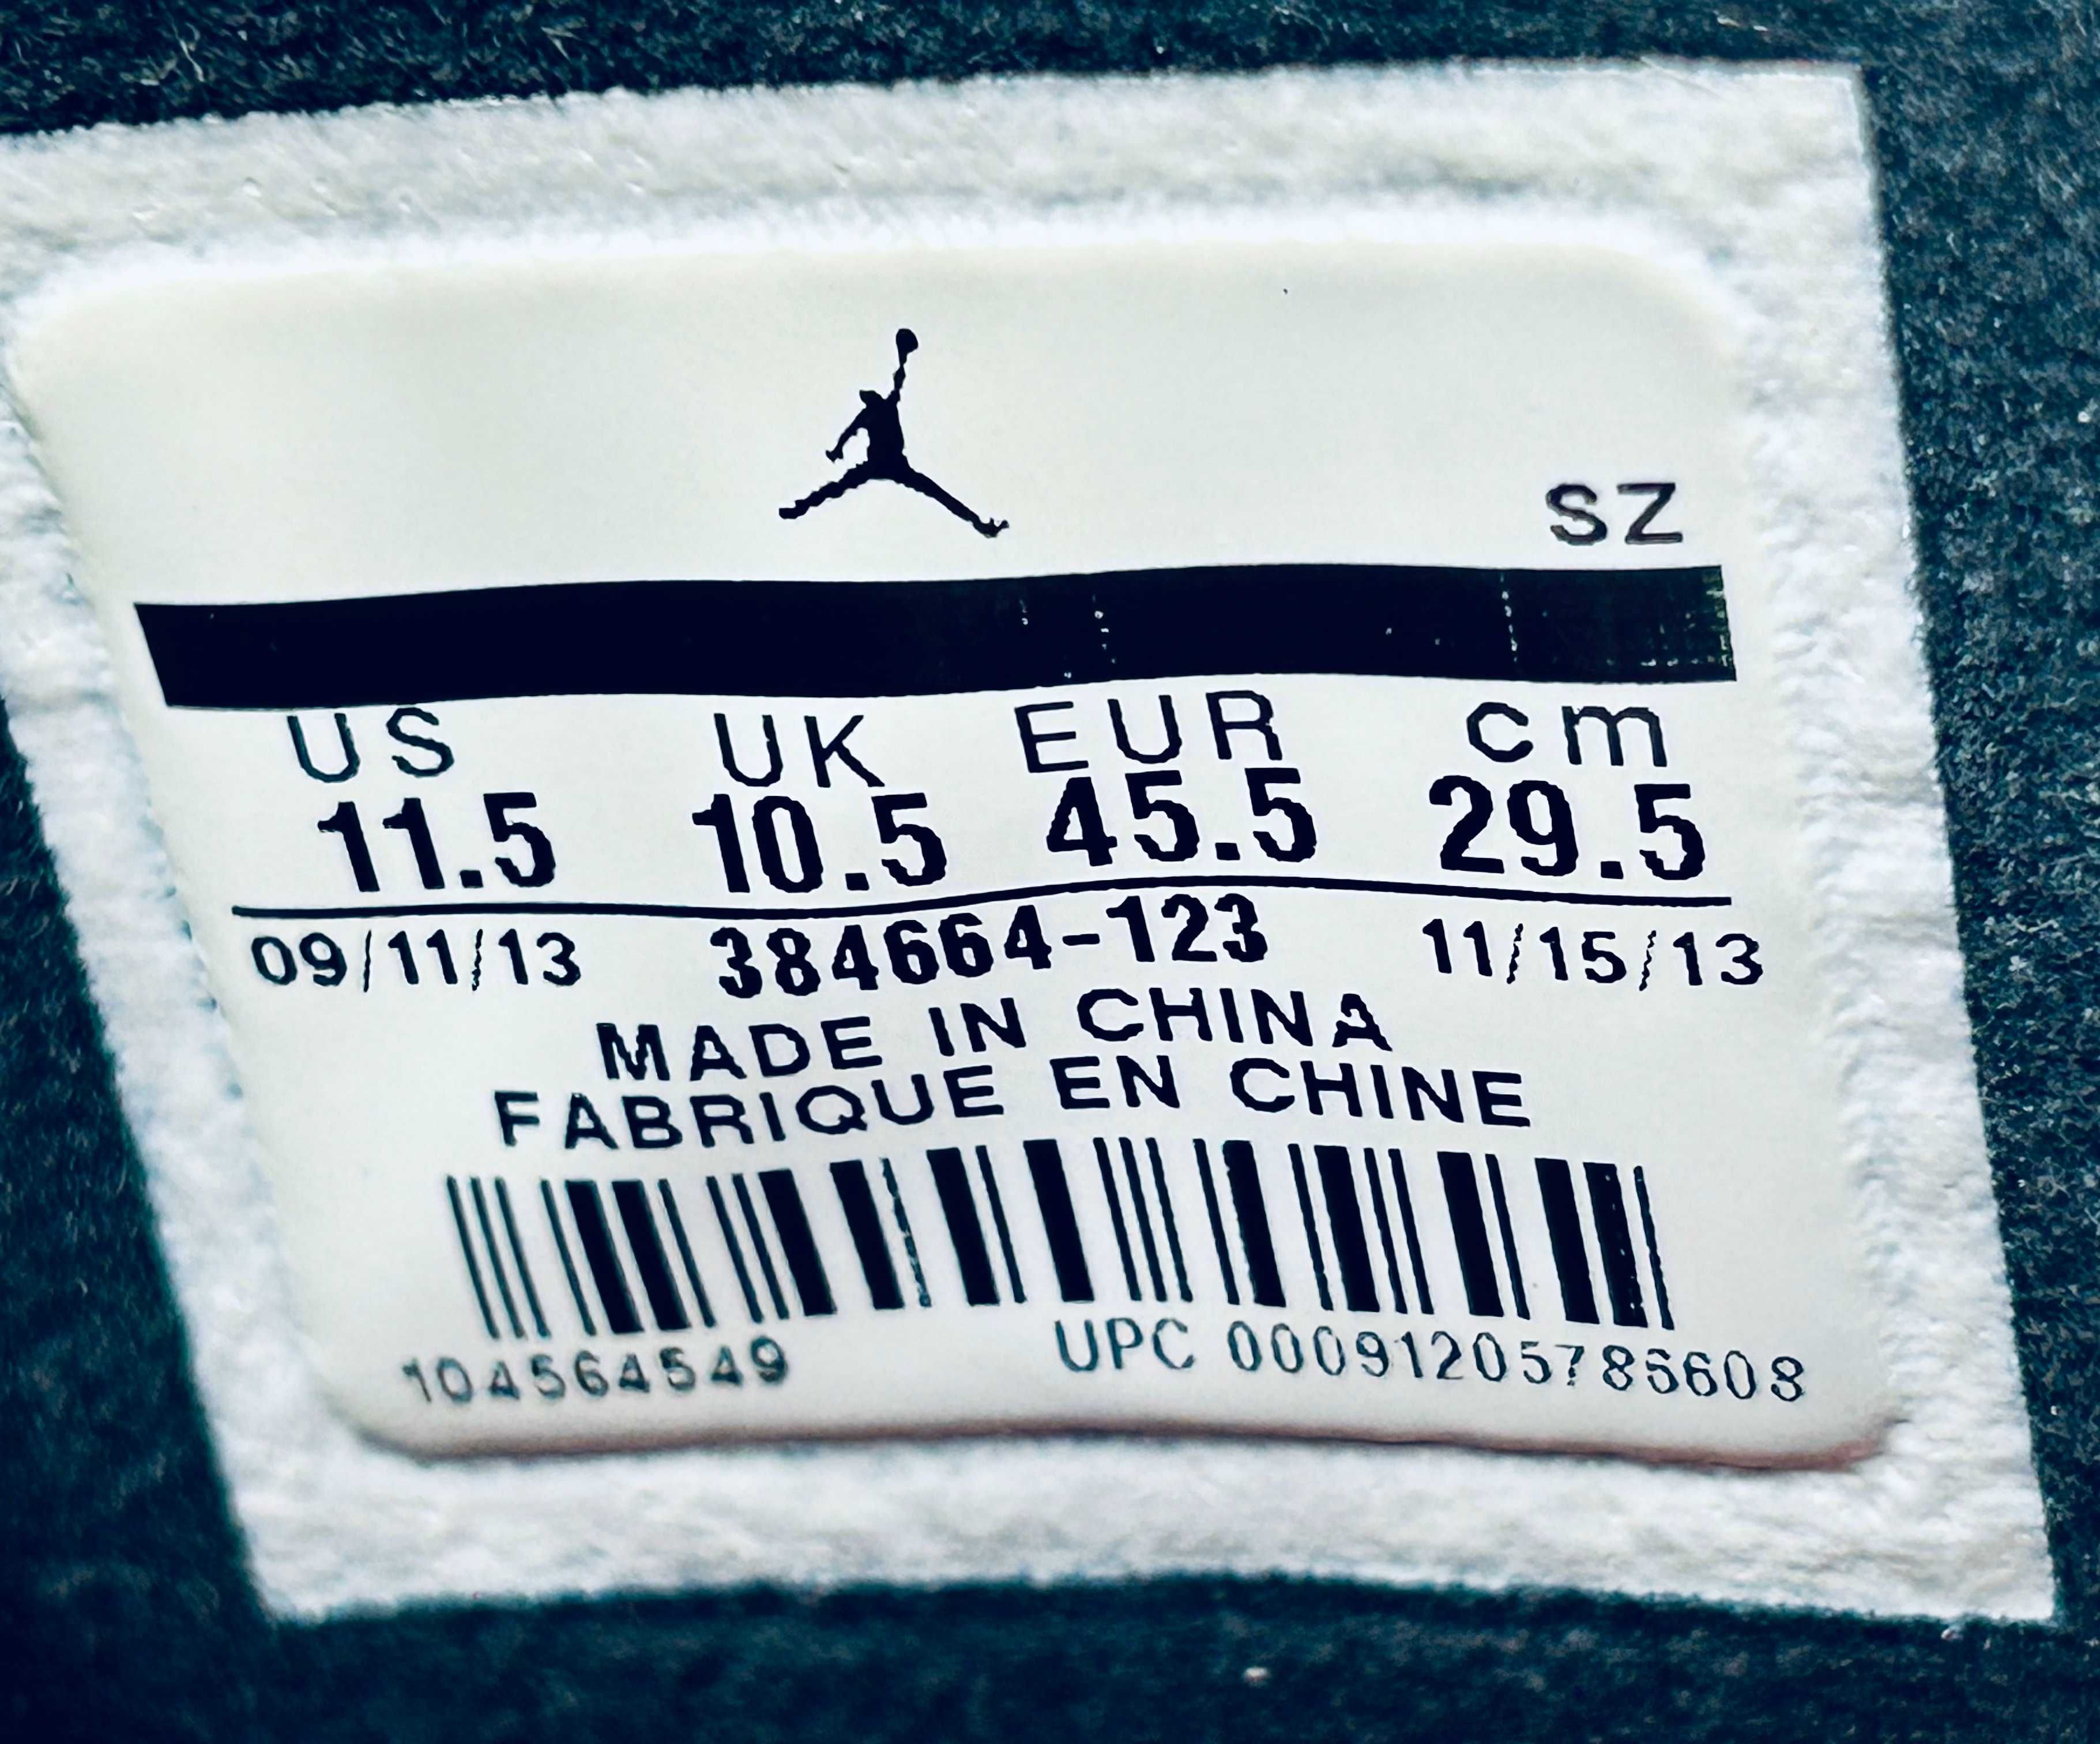 SZ
US UK EUR cm
11.5 10.5 45.5 29.5
09/11/13 384664-123 11/15/13
MADE IN CHINA
FABRIQUE EN CHINE
104564549 UPC 00091205786608